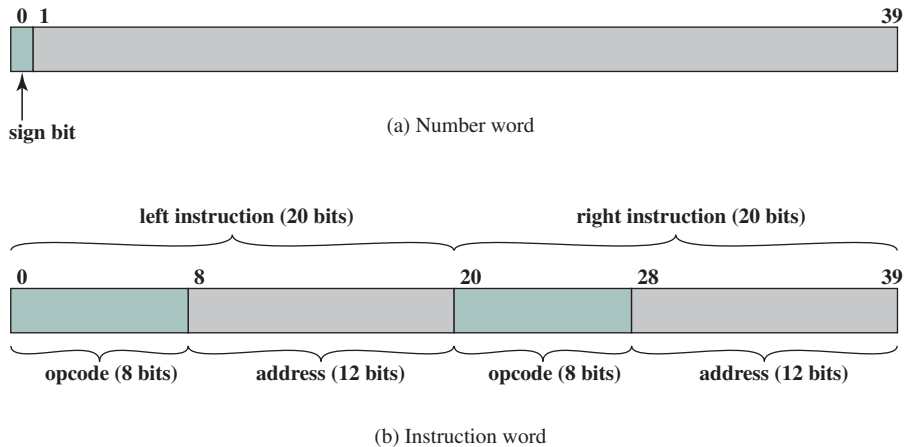 0 1 39
sign bit
(a) Number word
left instruction (20 bits) right instruction (20 bits)
0 8 20 28 39
opcode (8 bits) address (12 bits) opcode (8 bits) address (12 bits)
(b) Instruction word